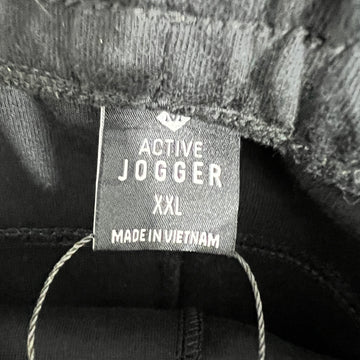 ACTIVE
JOGGER
XXL
MADE IN VIETNAM